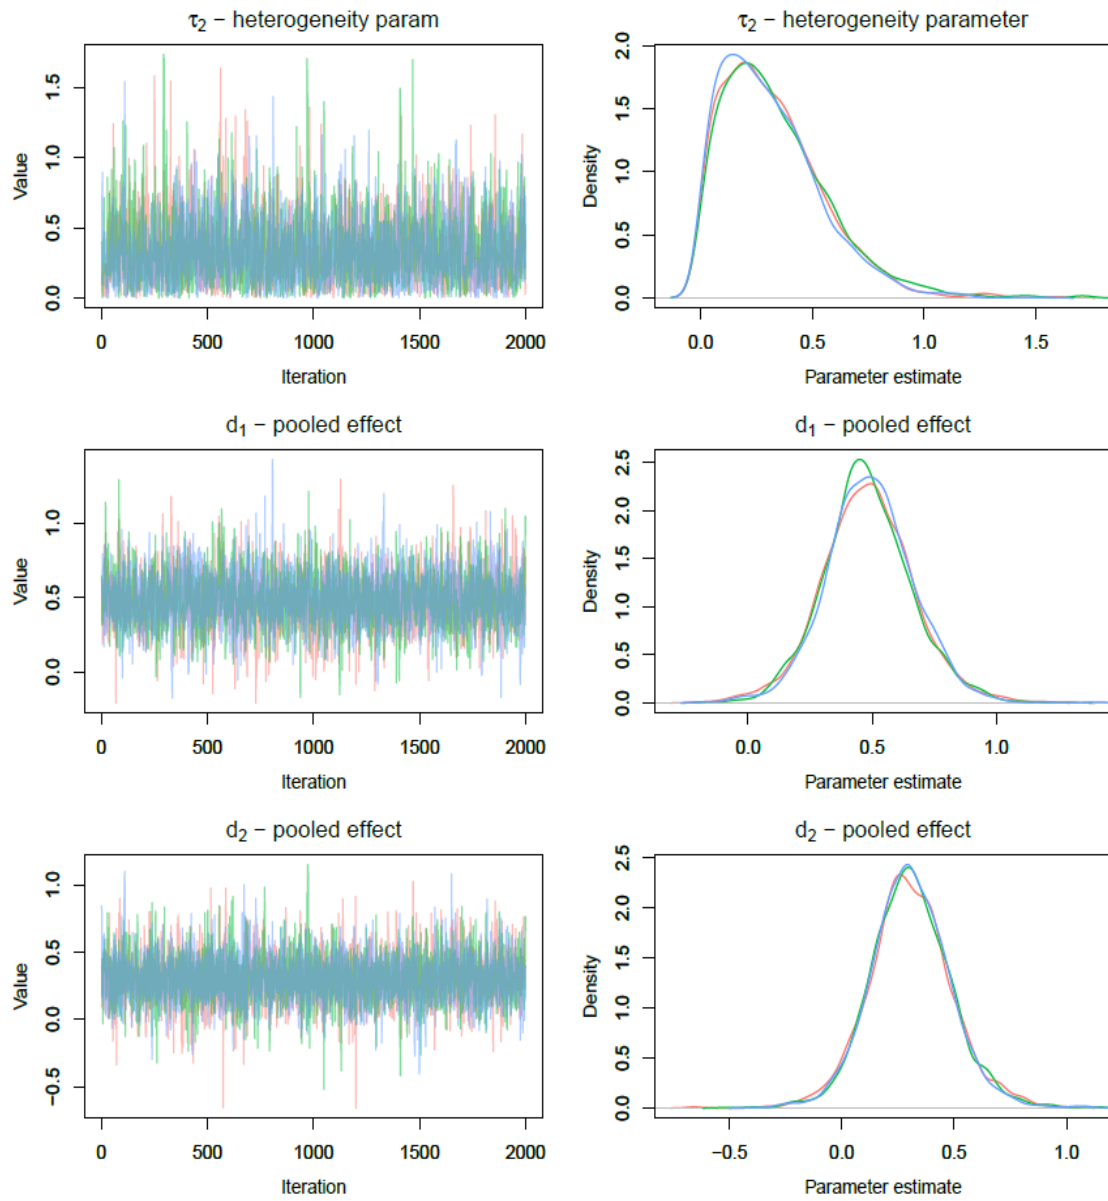 τ₂ − heterogeneity param
Value
1.5
1.0
0.5
0.0
0 500 1000 1500 2000
Iteration
τ₂ − heterogeneity parameter
Density
2.0
1.5
1.0
0.5
0.0
0.0 0.5 1.0 1.5
Parameter estimate
d₁ − pooled effect
Value
1.0
0.5
0.0
0 500 1000 1500 2000
Iteration
d₁ − pooled effect
Density
2.5
2.0
1.5
1.0
0.5
0.0
0.0 0.5 1.0
Parameter estimate
d₂ − pooled effect
Value
1.0
0.5
0.0
−0.5
0 500 1000 1500 2000
Iteration
d₂ − pooled effect
Density
2.5
2.0
1.5
1.0
0.5
0.0
−0.5 0.0 0.5 1.0
Parameter estimate